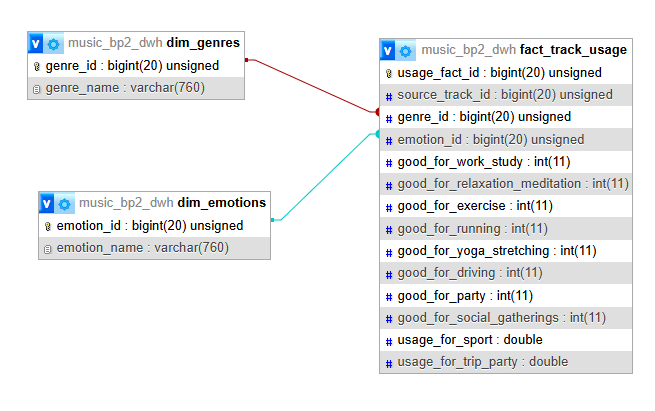 v music_bp2_dwh dim_genres
genre_id : bigint(20) unsigned
genre_name : varchar(760)
v music_bp2_dwh dim_emotions
emotion_id : bigint(20) unsigned
emotion_name : varchar(760)
v music_bp2_dwh fact_track_usage
usage_fact_id : bigint(20) unsigned
# source_track_id : bigint(20) unsigned
# genre_id : bigint(20) unsigned
# emotion_id : bigint(20) unsigned
# good_for_work_study : int(11)
# good_for_relaxation_meditation : int(11)
# good_for_exercise : int(11)
# good_for_running : int(11)
# good_for_yoga_stretching : int(11)
# good_for_driving : int(11)
# good_for_party : int(11)
# good_for_social_gatherings : int(11)
# usage_for_sport : double
# usage_for_trip_party : double